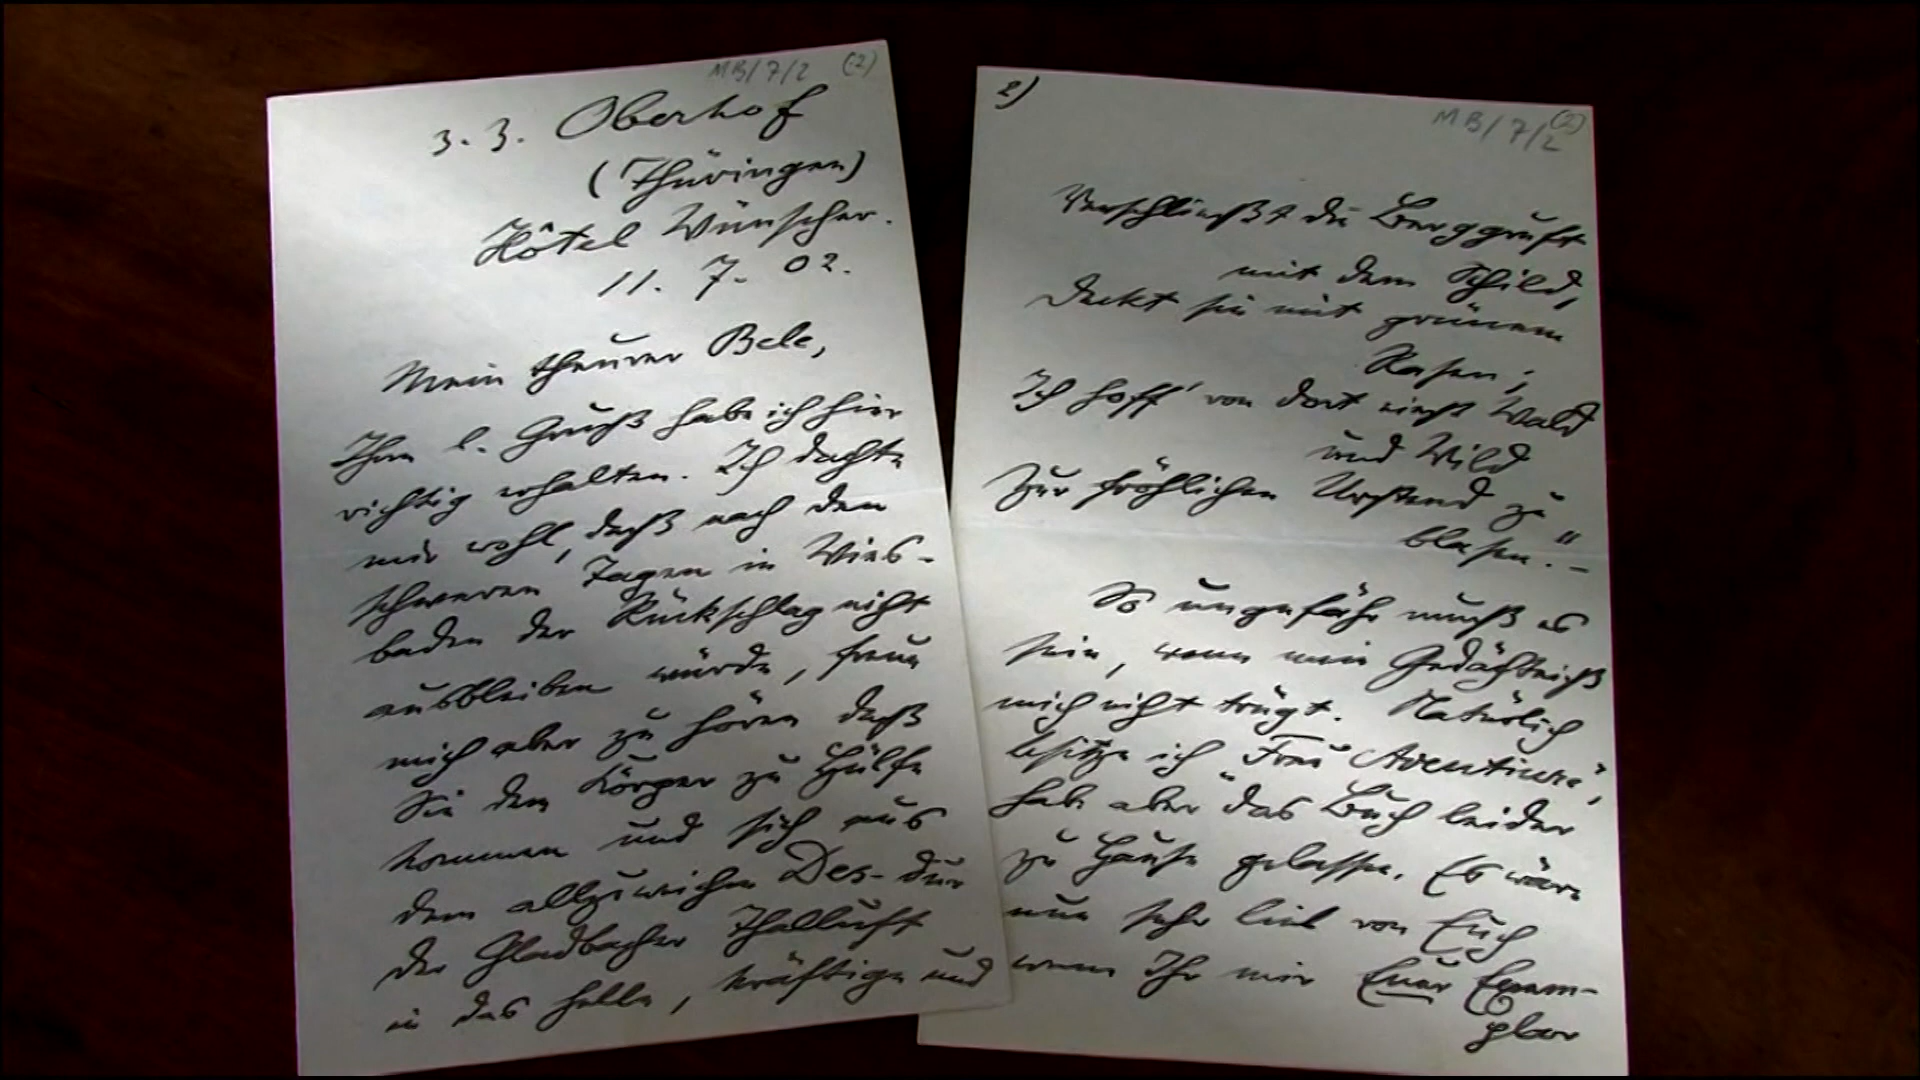 MB/7/2 (2)
3. 3. Oberhof
(Thüringen)
Hôtel Wünscher.
11. 7. 02.
Mein theurer Bele,
Ihren l. Gruß habe ich hier
richtig erhalten. Ich dachte
mir wohl, daß nach den
schweren Tagen in Wies-
baden der Rückschlag nicht
ausbleiben würde, freue
mich aber zu hören daß
Sie dem Körper zu Hülfe
kommen und sich aus
dem allzuweichen Des-dur
der Gladbacher Thalluft
in das helle, kräftige und
2)
MB/7/2 (2)
Verschließt die Berggruft
mit dem Schild,
Deckt sie mit grünem
Rasen;
Ich hoff' von dort einst Wald
und Wild
Zur fröhlichen Urständ zu
blasen." –
So ungefähr muß es
sein, wenn mein Gedächtniß
mich nicht trügt. Natürlich
besitze ich "Frau Aventiure",
habe aber das Buch leider
zu Hause gelassen. Es wäre
nun sehr lieb von Euch
wenn Ihr mir Euer Exem-
plar